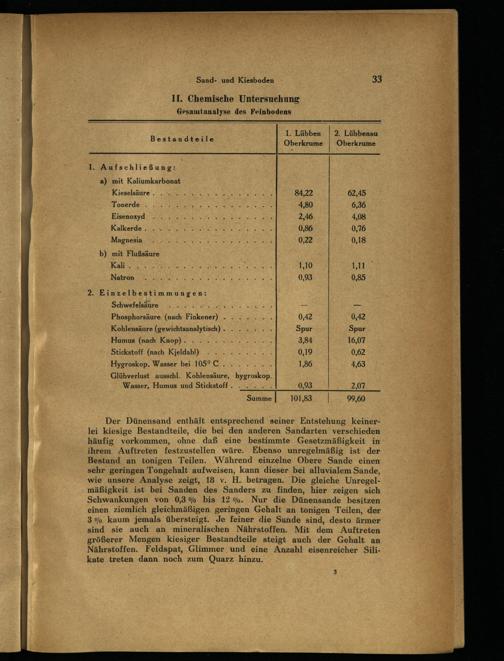 Sand- und Kiesboden 33
II. Chemische Untersuchung
Gesamtanalyse des Feinbodens
Bestandteile 1. Lübben Oberkrume 2. Lübbenau Oberkrume
1. Aufschließung:
a) mit Kaliumkarbonat
Kieselsäure 84,22 62,45
Tonerde 4,80 6,36
Eisenoxyd 2,46 4,08
Kalkerde 0,86 0,76
Magnesia 0,22 0,18
b) mit Flußsäure
Kali 1,10 1,11
Natron 0,93 0,85
2. Einzelbestimmungen:
Schwefelsäure — —
Phosphorsäure (nach Finkener) 0,42 0,42
Kohlensäure (gewichtsanalytisch) Spur Spur
Humus (nach Knop) 3,84 16,07
Stickstoff (nach Kjeldahl) 0,19 0,62
Hygroskop. Wasser bei 105° C 1,86 4,63
Glühverlust ausschl. Kohlensäure, hygroskop.
Wasser, Humus und Stickstoff 0,93 2,07
Summe 101,83 99,60
Der Dünensand enthält entsprechend seiner Entstehung keiner-
lei kiesige Bestandteile, die bei den anderen Sandarten verschieden
häufig vorkommen, ohne daß eine bestimmte Gesetzmäßigkeit in
ihrem Auftreten festzustellen wäre. Ebenso unregelmäßig ist der
Bestand an tonigen Teilen. Während einzelne Obere Sande einen
sehr geringen Tongehalt aufweisen, kann dieser bei alluvialem Sande,
wie unsere Analyse zeigt, 18 v. H. betragen. Die gleiche Unregel-
mäßigkeit ist bei Sanden des Sanders zu finden, hier zeigen sich
Schwankungen von 0,3 % bis 12 %. Nur die Dünensande besitzen
einen ziemlich gleichmäßigen geringen Gehalt an tonigen Teilen, der
3 % kaum jemals übersteigt. Je feiner die Sande sind, desto ärmer
sind sie auch an mineralischen Nährstoffen. Mit dem Auftreten
größerer Mengen kiesiger Bestandteile steigt auch der Gehalt an
Nährstoffen. Feldspat, Glimmer und eine Anzahl eisenreicher Sili-
kate treten dann noch zum Quarz hinzu.
3